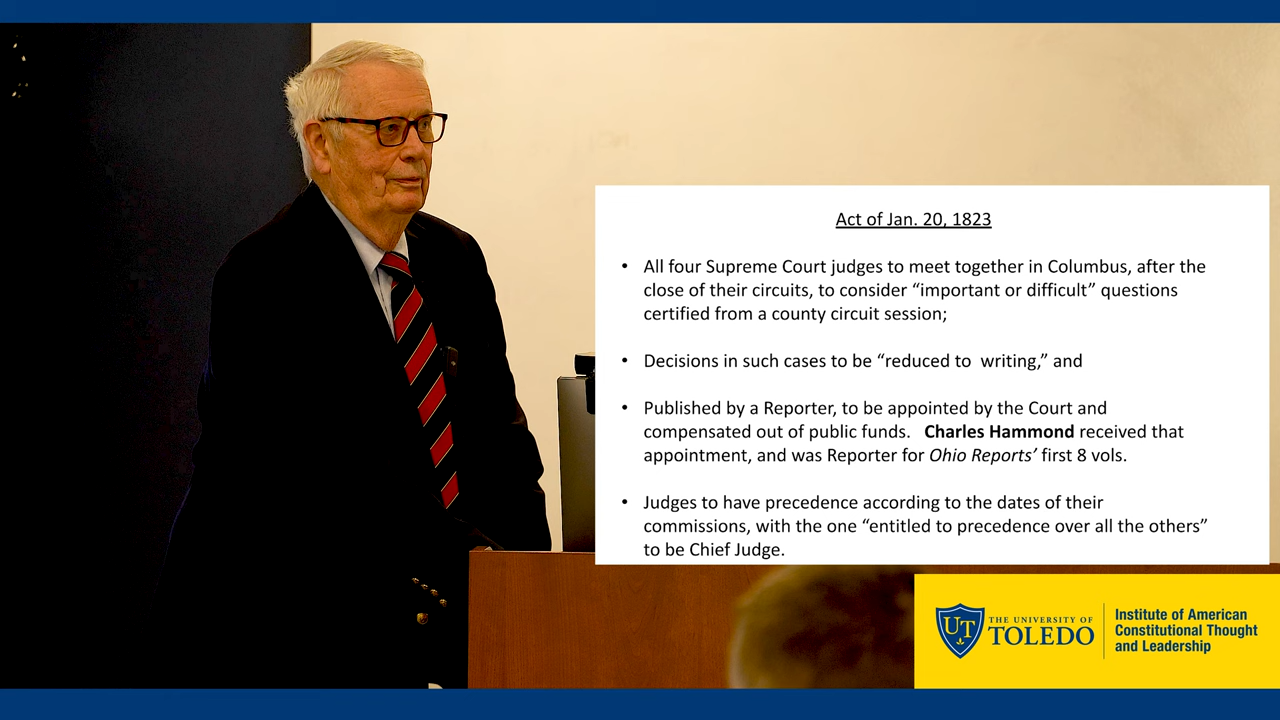 Act of Jan. 20, 1823
• All four Supreme Court judges to meet together in Columbus, after the
close of their circuits, to consider “important or difficult” questions
certified from a county circuit session;
• Decisions in such cases to be “reduced to  writing,” and
• Published by a Reporter, to be appointed by the Court and
compensated out of public funds.   Charles Hammond received that
appointment, and was Reporter for Ohio Reports’ first 8 vols.
• Judges to have precedence according to the dates of their
commissions, with the one “entitled to precedence over all the others”
to be Chief Judge.
UT
THE UNIVERSITY OF
TOLEDO
Institute of American
Constitutional Thought
and Leadership